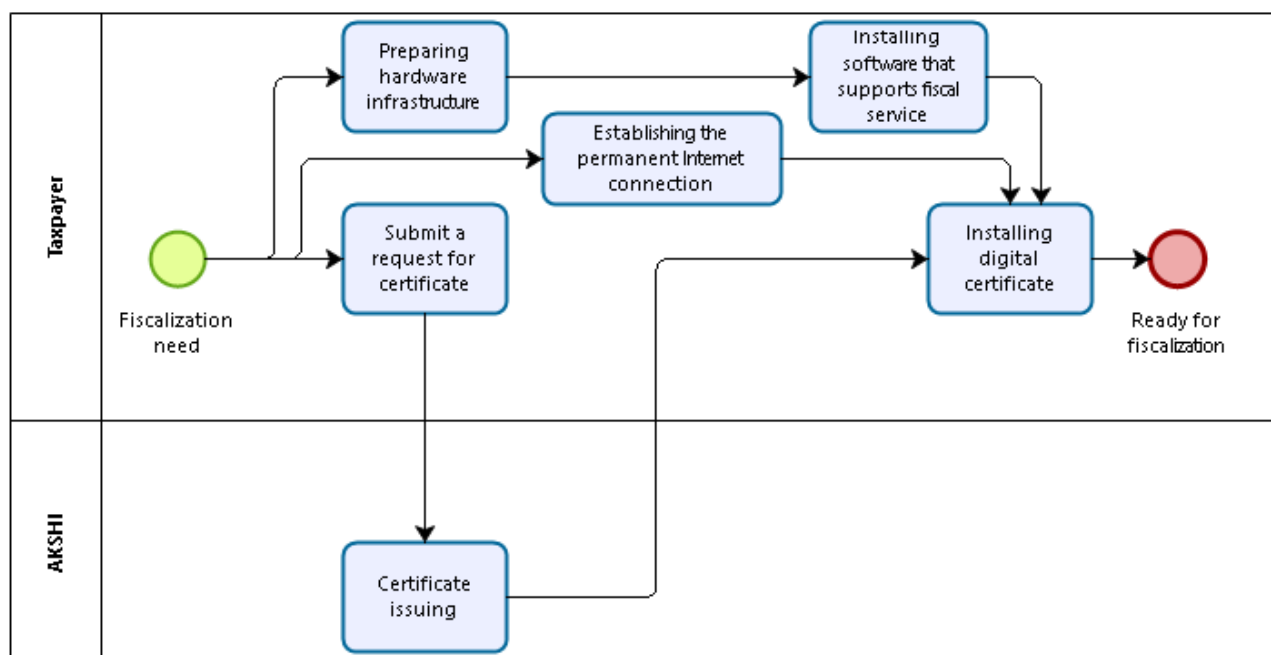 Taxpayer
Preparing
hardware
infrastructure
Installing
software that
supports fiscal
service
Establishing the
permanent Internet
connection
Submit a
request for
certificate
Installing
digital
certificate
Fiscalization
need
Ready for
fiscalization
AKSHI
Certificate
issuing